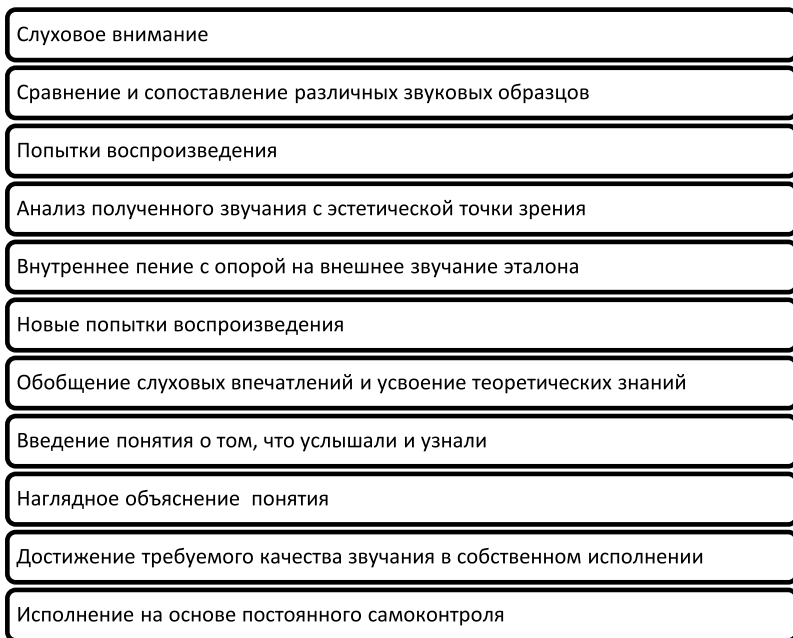 Слуховое внимание
Сравнение и сопоставление различных звуковых образцов
Попытки воспроизведения
Анализ полученного звучания с эстетической точки зрения
Внутреннее пение с опорой на внешнее звучание эталона
Новые попытки воспроизведения
Обобщение слуховых впечатлений и усвоение теоретических знаний
Введение понятия о том, что услышали и узнали
Наглядное объяснение  понятия
Достижение требуемого качества звучания в собственном исполнении
Исполнение на основе постоянного самоконтроля